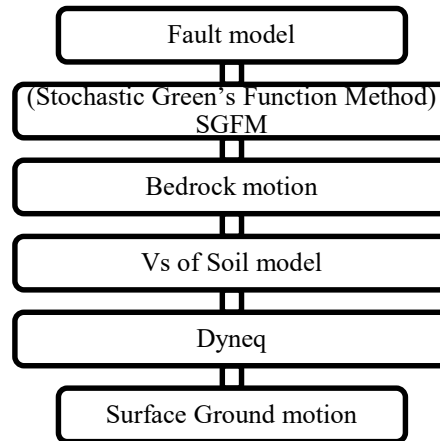 Fault model
(Stochastic Green’s Function Method)
SGFM
Bedrock motion
Vs of Soil model
Dyneq
Surface Ground motion